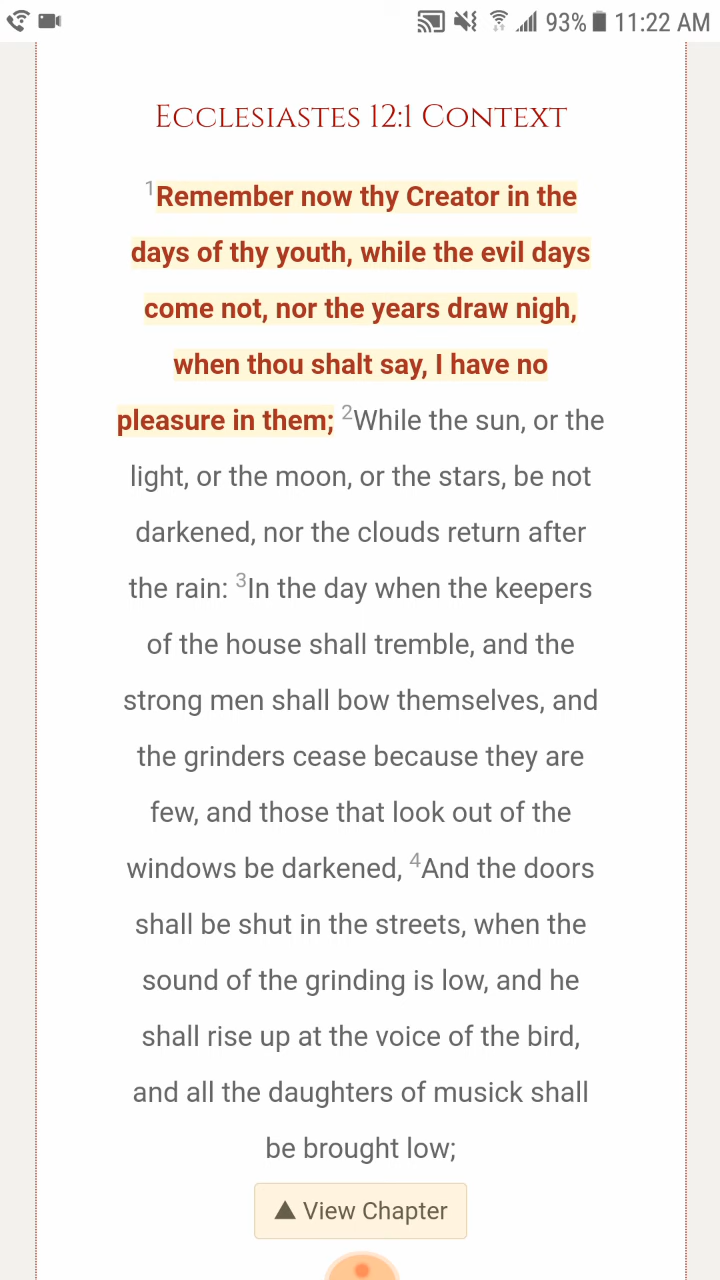 93% 11:22 AM
Ecclesiastes 12:1 Context
1Remember now thy Creator in the
days of thy youth, while the evil days
come not, nor the years draw nigh,
when thou shalt say, I have no
pleasure in them; 2While the sun, or the
light, or the moon, or the stars, be not
darkened, nor the clouds return after
the rain: 3In the day when the keepers
of the house shall tremble, and the
strong men shall bow themselves, and
the grinders cease because they are
few, and those that look out of the
windows be darkened, 4And the doors
shall be shut in the streets, when the
sound of the grinding is low, and he
shall rise up at the voice of the bird,
and all the daughters of musick shall
be brought low;
▲ View Chapter